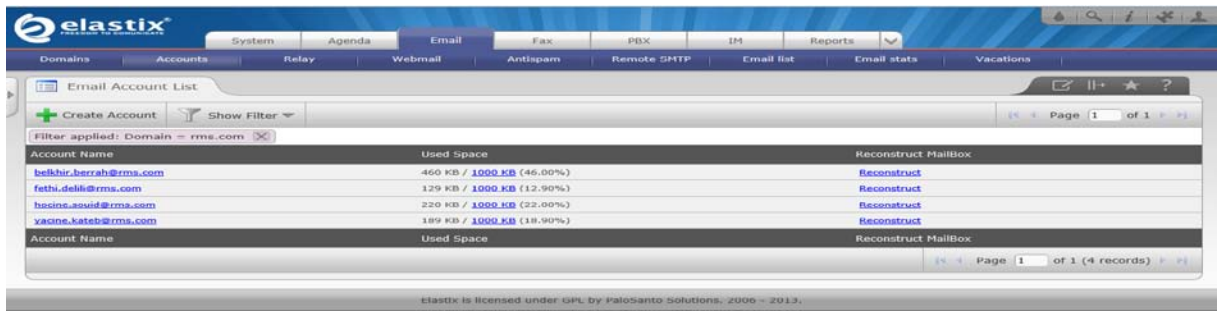 elastix
FREEDOM TO COMMUNICATE
System Agenda Email Fax PBX IM Reports
Domains Accounts Relay Webmail Antispam Remote SMTP Email list Email stats Vacations
Email Account List
Create Account Show Filter Page 1 of 1
Filter applied: Domain = rms.com
Account Name Used Space Reconstruct MailBox
belkhir.berrah@rms.com 460 KB / 1000 KB (46.00%) Reconstruct
fethi.delili@rms.com 129 KB / 1000 KB (12.90%) Reconstruct
hocine.aouid@rms.com 220 KB / 1000 KB (22.00%) Reconstruct
yacine.kateb@rms.com 189 KB / 1000 KB (18.90%) Reconstruct
Account Name Used Space Reconstruct MailBox
Page 1 of 1 (4 records)
Elastix is licensed under GPL by PaloSanto Solutions. 2006 - 2013.